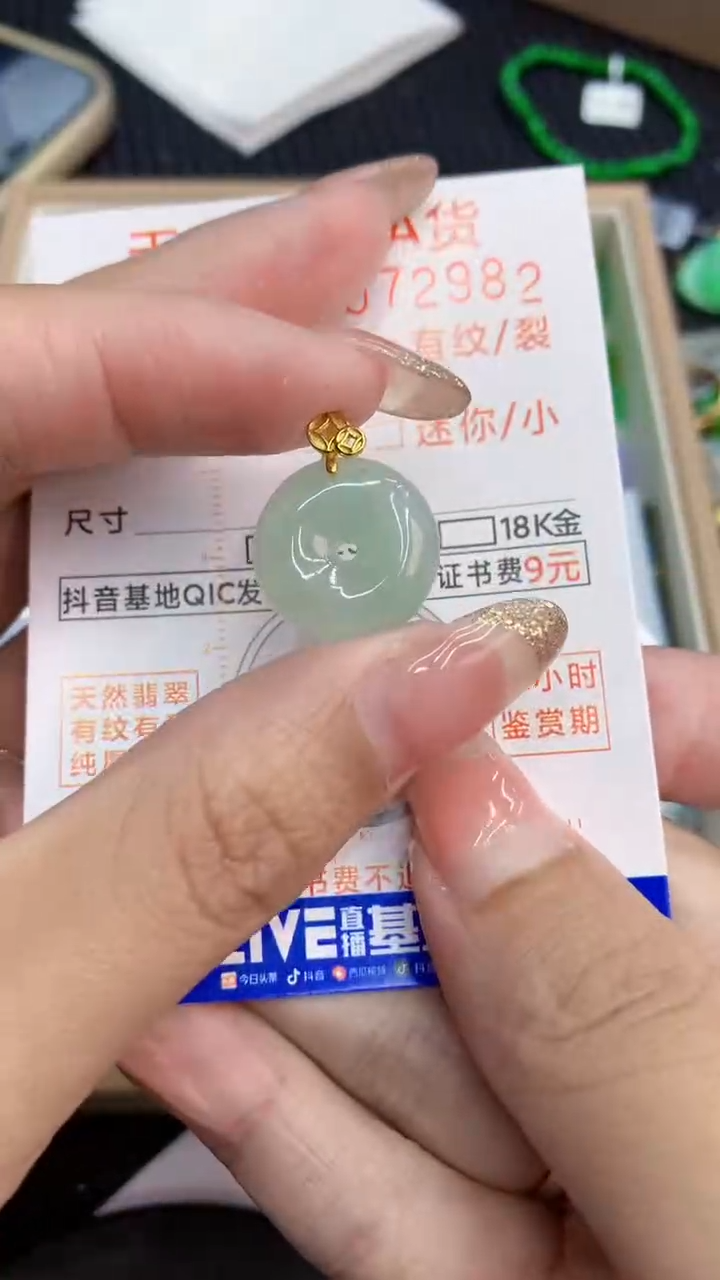 A货
72982
有纹/裂
迷你/小
尺寸
18K金
抖音基地QIC发
证书费9元
天然翡翠
有纹有
纯
小时
鉴赏期
书费不
LIVE直播基
今日头条 抖音 西瓜视频